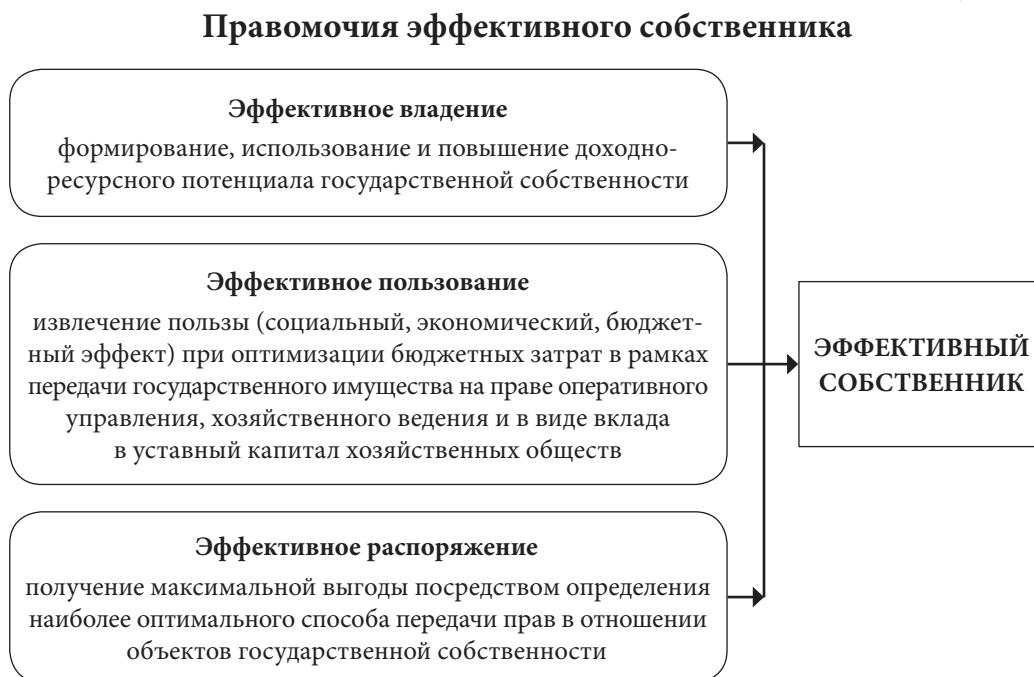 Правомочия эффективного собственника
Эффективное владение
формирование, использование и повышение доходно-
ресурсного потенциала государственной собственности
Эффективное пользование
извлечение пользы (социальный, экономический, бюджет-
ный эффект) при оптимизации бюджетных затрат в рамках
передачи государственного имущества на праве оперативного
управления, хозяйственного ведения и в виде вклада
в уставный капитал хозяйственных обществ
Эффективное распоряжение
получение максимальной выгоды посредством определения
наиболее оптимального способа передачи прав в отношении
объектов государственной собственности
ЭФФЕКТИВНЫЙ
СОБСТВЕННИК